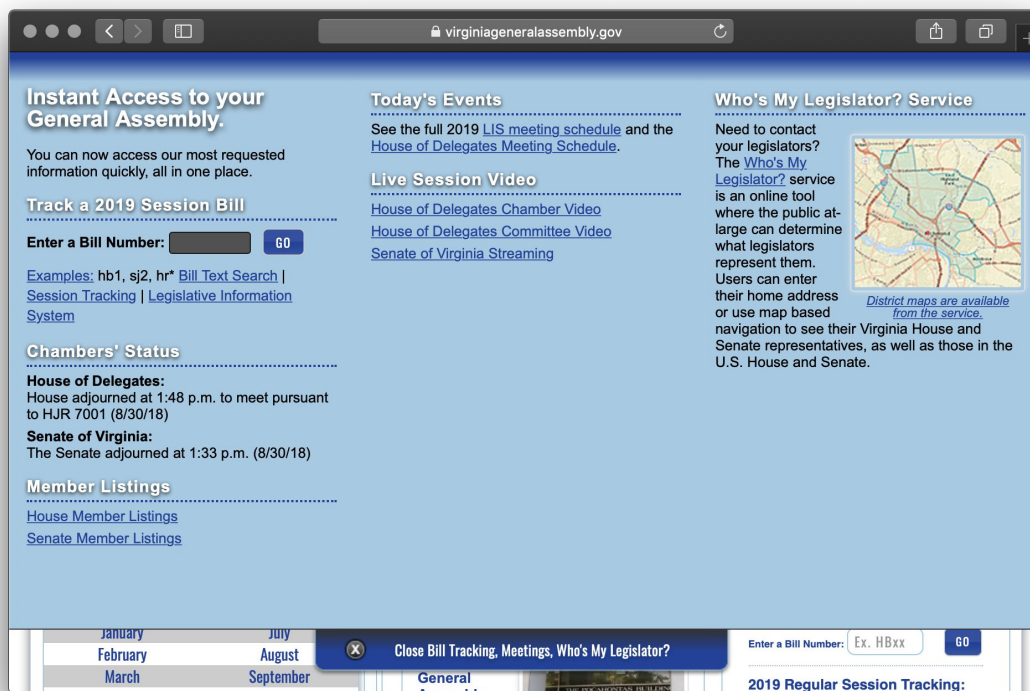 virginiageneralassembly.gov
Instant Access to your
General Assembly.
You can now access our most requested
information quickly, all in one place.
Track a 2019 Session Bill
Enter a Bill Number: GO
Examples: hb1, sj2, hr* Bill Text Search |
Session Tracking | Legislative Information
System
Chambers' Status
House of Delegates:
House adjourned at 1:48 p.m. to meet pursuant
to HJR 7001 (8/30/18)
Senate of Virginia:
The Senate adjourned at 1:33 p.m. (8/30/18)
Member Listings
House Member Listings
Senate Member Listings
Today's Events
See the full 2019 LIS meeting schedule and the
House of Delegates Meeting Schedule.
Live Session Video
House of Delegates Chamber Video
House of Delegates Committee Video
Senate of Virginia Streaming
Who's My Legislator? Service
Need to contact
your legislators?
The Who's My
Legislator? service
is an online tool
where the public at-
large can determine
what legislators
represent them.
Users can enter
their home address
or use map based
navigation to see their Virginia House and
Senate representatives, as well as those in the
U.S. House and Senate.
District maps are available
from the service.
January July
February August
March September
X Close Bill Tracking, Meetings, Who's My Legislator?
General
THE POCAHONTAS BUILDING
Enter a Bill Number: Ex. HBxx GO
2019 Regular Session Tracking: